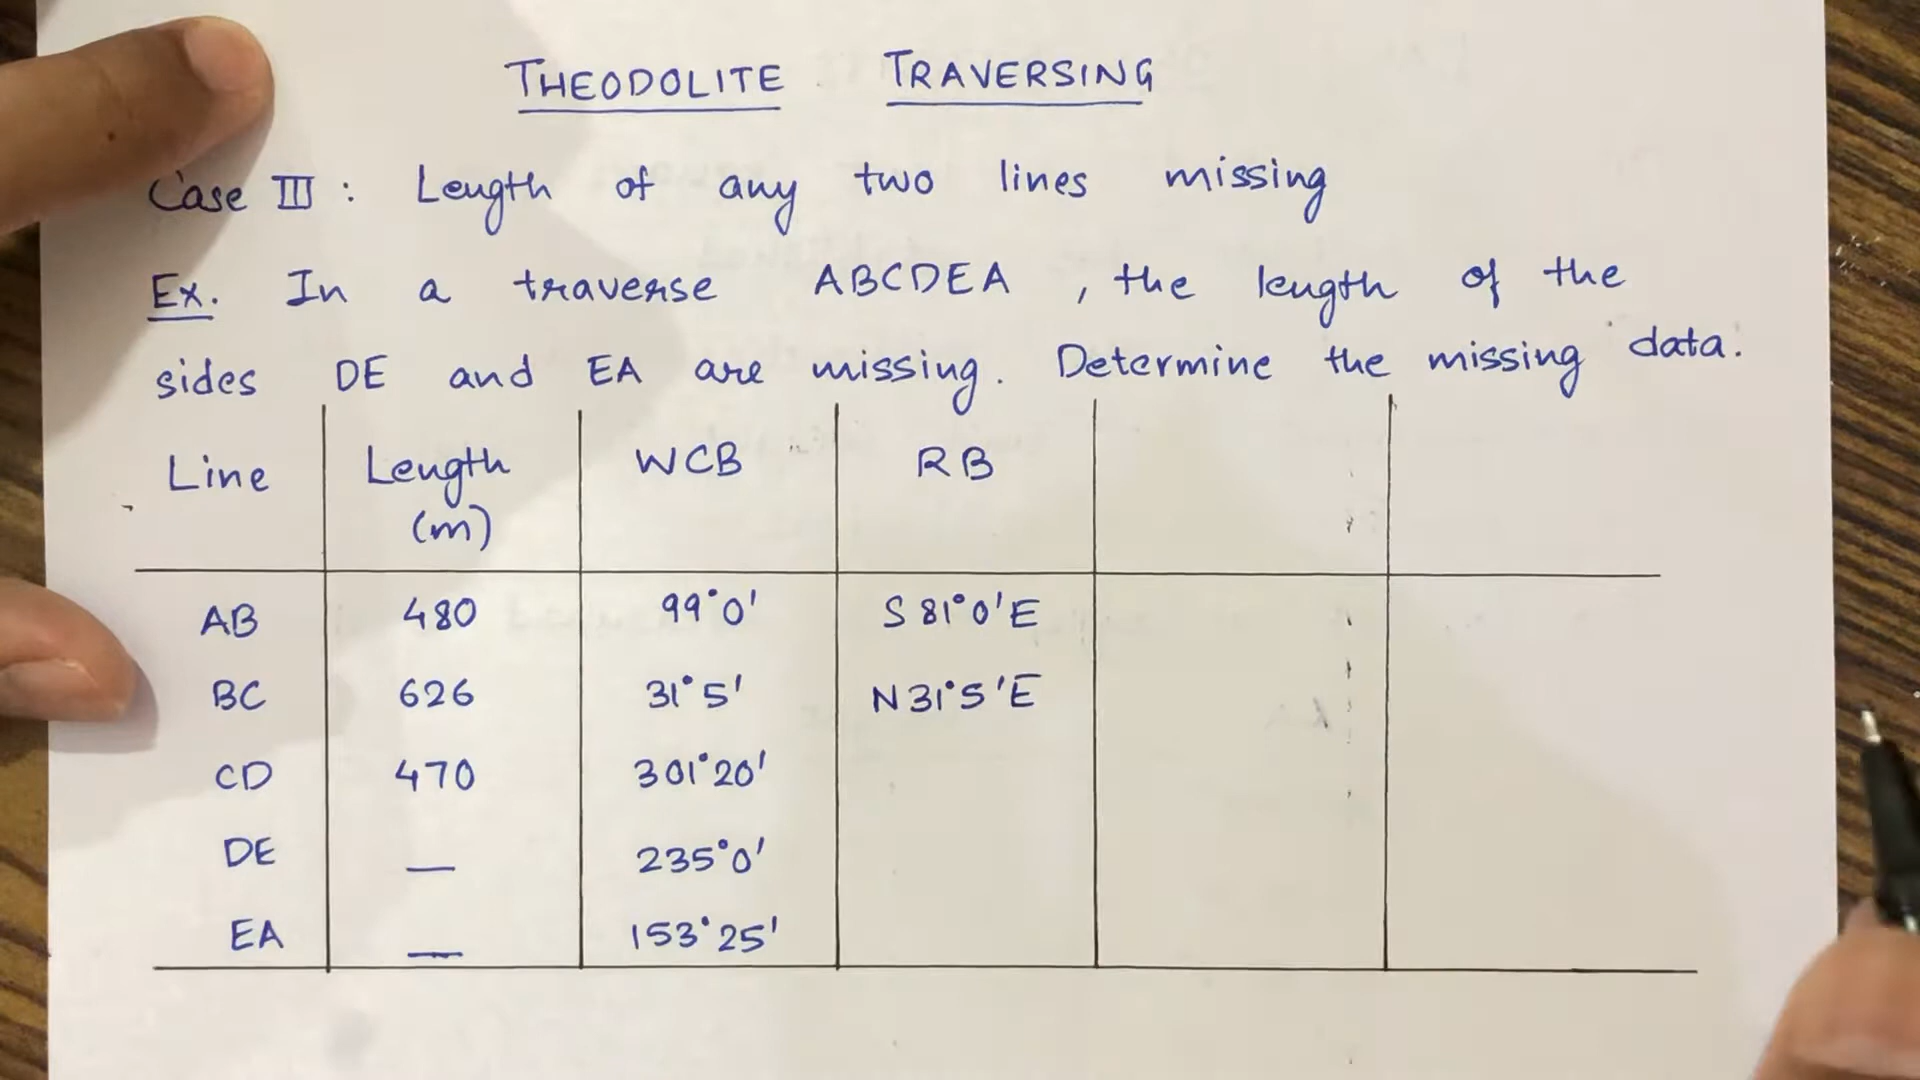 THEODOLITE TRAVERSING
Case III : Length of any two lines missing
Ex. In a traverse ABCDEA , the length of the
sides DE and EA are missing. Determine the missing data.
Line Length (m) WCB RB
AB 480 99°0' S 81°0'E
BC 626 31°5' N31°5'E
CD 470 301°20'
DE — 235°0'
EA — 153°25'